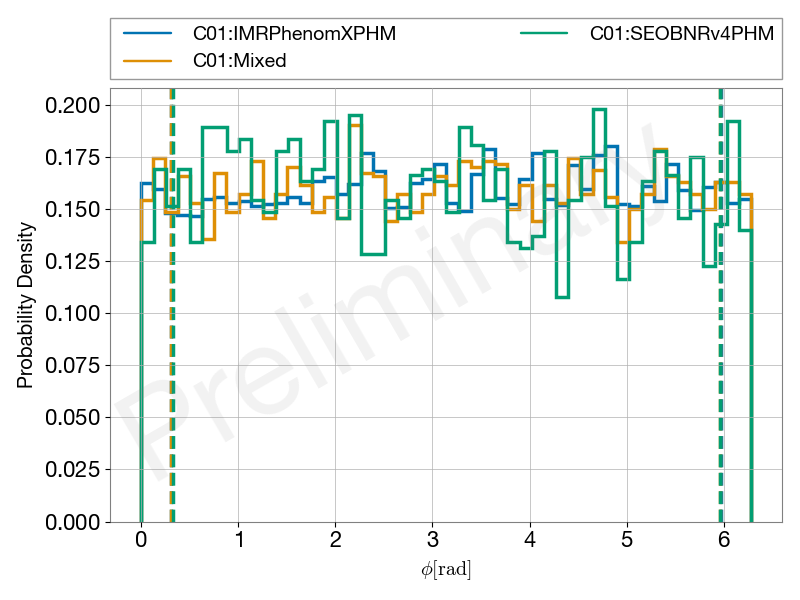 C01:IMRPhenomXPHM
C01:SEOBNRv4PHM
C01:Mixed
0.200
0.175
0.150
0.125
0.100
0.075
0.050
0.025
0.000
Probability Density
Preliminary
0 1 2 3 4 5 6
ϕ[rad]